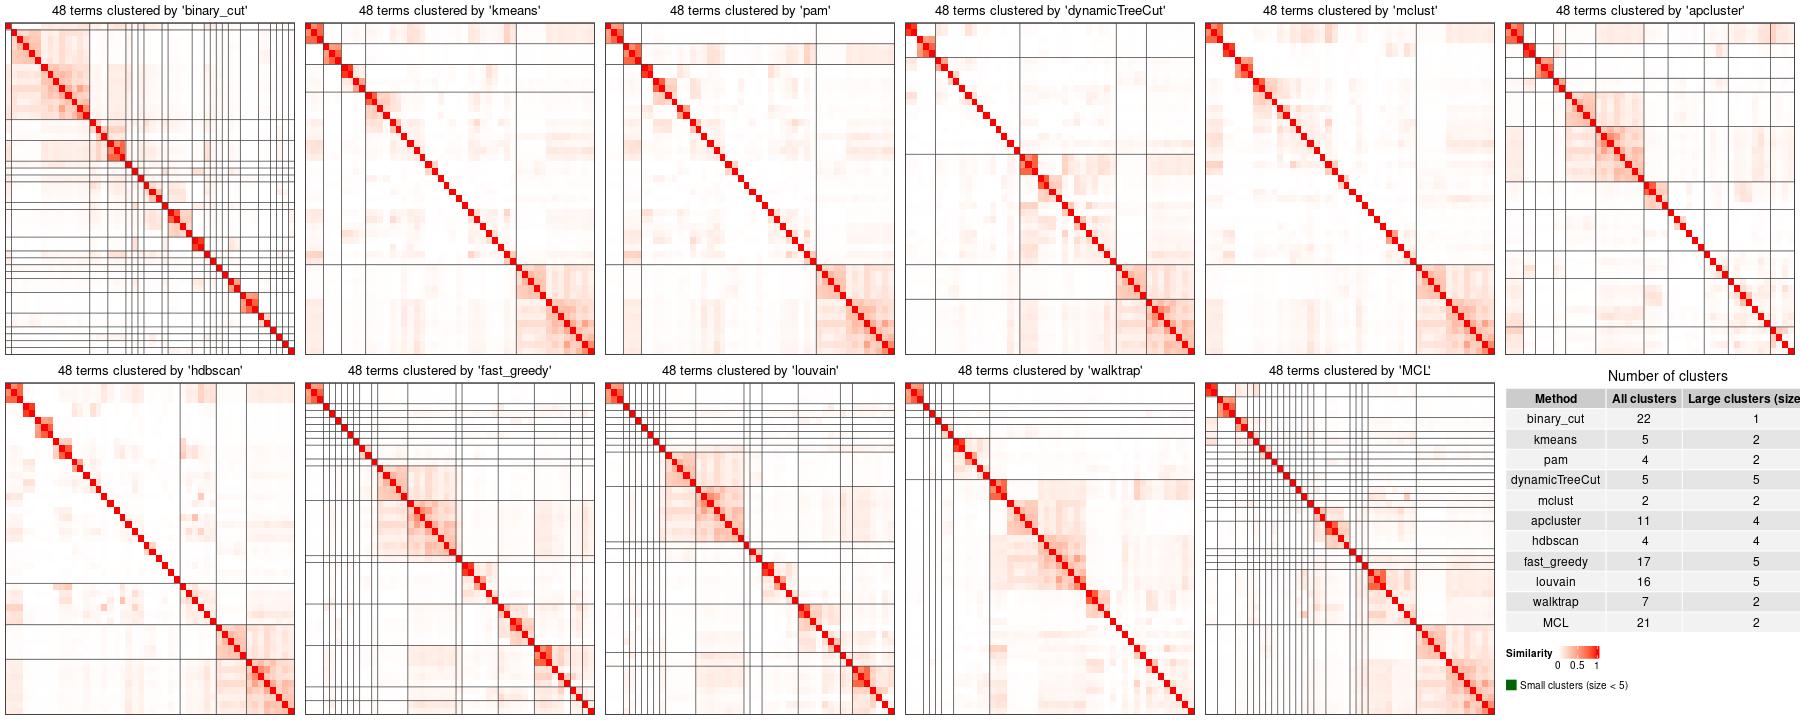 48 terms clustered by 'binary_cut'
48 terms clustered by 'kmeans'
48 terms clustered by 'pam'
48 terms clustered by 'dynamicTreeCut'
48 terms clustered by 'mclust'
48 terms clustered by 'apcluster'
48 terms clustered by 'hdbscan'
48 terms clustered by 'fast_greedy'
48 terms clustered by 'louvain'
48 terms clustered by 'walktrap'
48 terms clustered by 'MCL'
Number of clusters
Method All clusters Large clusters (size
binary_cut 22 1
kmeans 5 2
pam 4 2
dynamicTreeCut 5 5
mclust 2 2
apcluster 11 4
hdbscan 4 4
fast_greedy 17 5
louvain 16 5
walktrap 7 2
MCL 21 2
Similarity
0 0.5 1
Small clusters (size < 5)